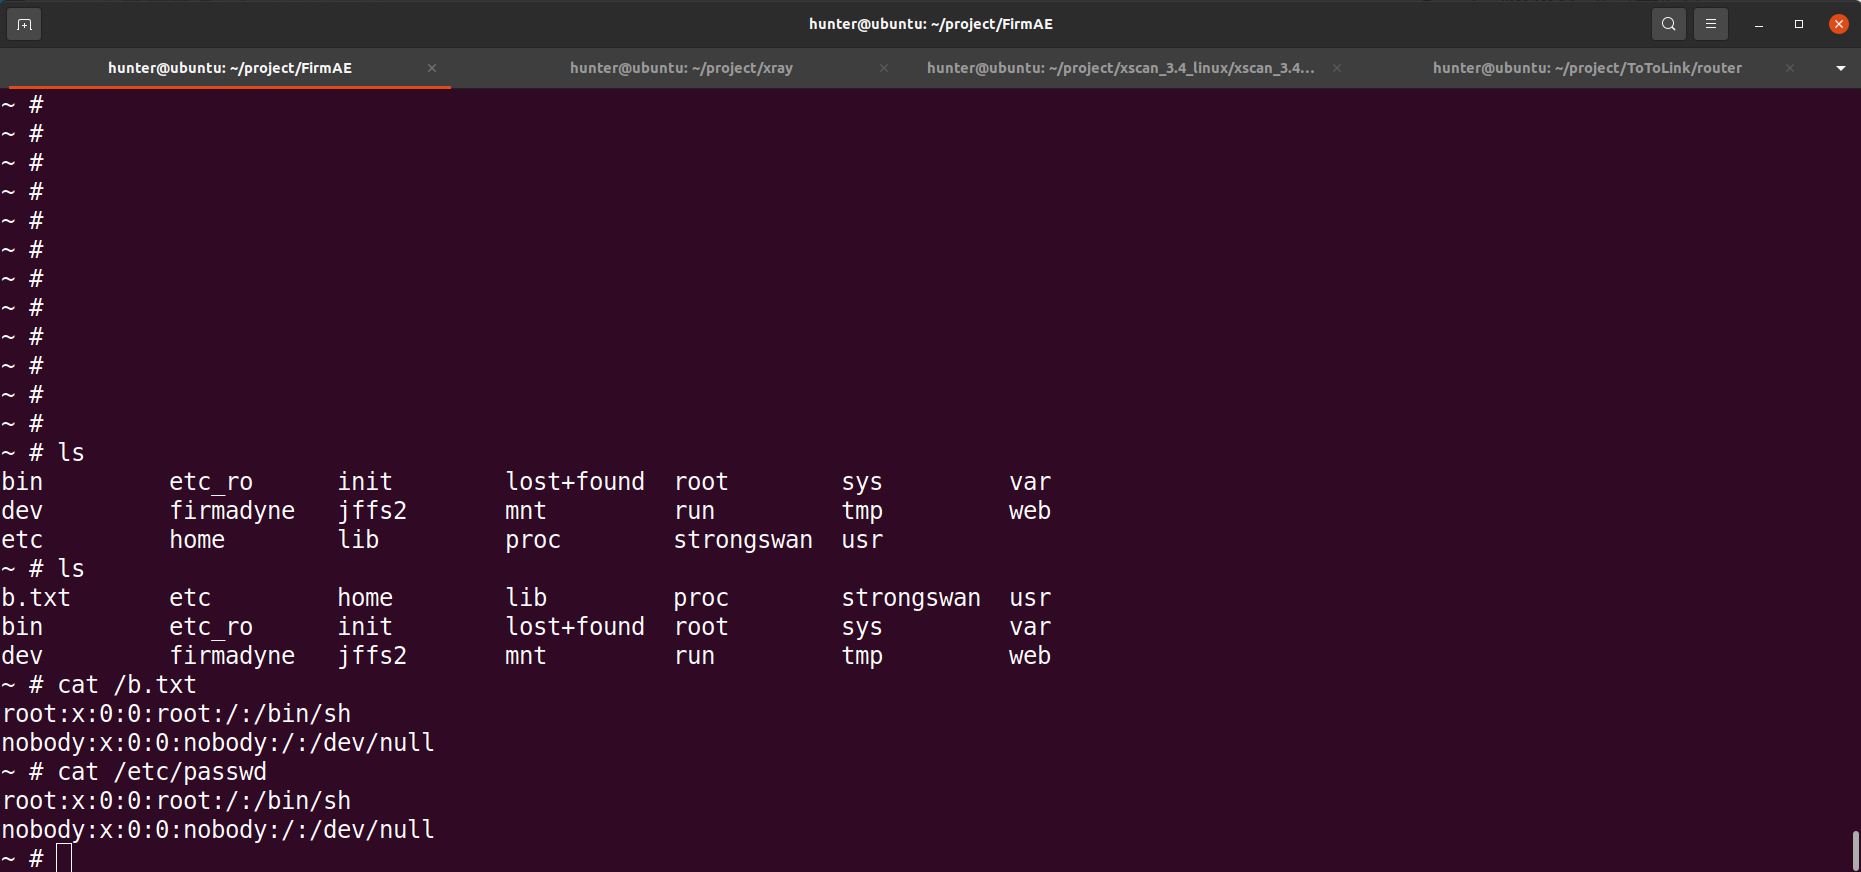 hunter@ubuntu: ~/project/FirmAE
hunter@ubuntu: ~/project/FirmAE hunter@ubuntu: ~/project/xray hunter@ubuntu: ~/project/xscan_3.4_linux/xscan_3.4... hunter@ubuntu: ~/project/ToToLink/router
~ #
~ #
~ #
~ #
~ #
~ #
~ #
~ #
~ #
~ #
~ #
~ #
~ # ls
bin etc_ro init lost+found root sys var
dev firmadyne jffs2 mnt run tmp web
etc home lib proc strongswan usr
~ # ls
b.txt etc home lib proc strongswan usr
bin etc_ro init lost+found root sys var
dev firmadyne jffs2 mnt run tmp web
~ # cat /b.txt
root:x:0:0:root:/:/bin/sh
nobody:x:0:0:nobody:/:/dev/null
~ # cat /etc/passwd
root:x:0:0:root:/:/bin/sh
nobody:x:0:0:nobody:/:/dev/null
~ #